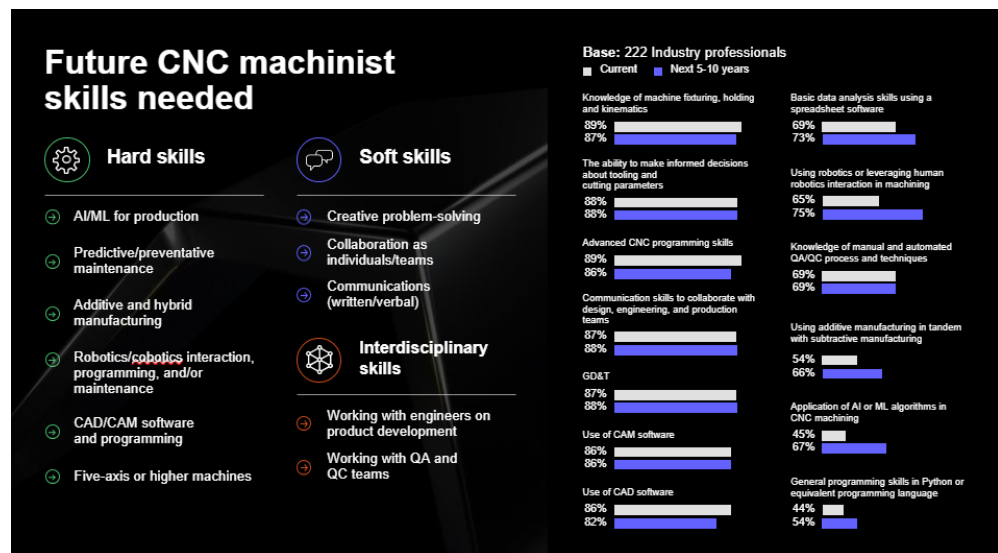 Future CNC machinist
skills needed
Hard skills
AI/ML for production
Predictive/preventative
maintenance
Additive and hybrid
manufacturing
Robotics/cobotics interaction,
programming, and/or
maintenance
CAD/CAM software
and programming
Five-axis or higher machines
Soft skills
Creative problem-solving
Collaboration as
individuals/teams
Communications
(written/verbal)
Interdisciplinary
skills
Working with engineers on
product development
Working with QA and
QC teams
Base: 222 Industry professionals
Current Next 5-10 years
Knowledge of machine fixturing, holding
and kinematics
89%
87%
The ability to make informed decisions
about tooling and
cutting parameters
88%
88%
Advanced CNC programming skills
89%
86%
Communication skills to collaborate with
design, engineering, and production
teams
87%
88%
GD&T
87%
88%
Use of CAM software
86%
86%
Use of CAD software
86%
82%
Basic data analysis skills using a
spreadsheet software
69%
73%
Using robotics or leveraging human
robotics interaction in machining
65%
75%
Knowledge of manual and automated
QA/QC process and techniques
69%
69%
Using additive manufacturing in tandem
with subtractive manufacturing
54%
66%
Application of AI or ML algorithms in
CNC machining
45%
67%
General programming skills in Python or
equivalent programming language
44%
54%